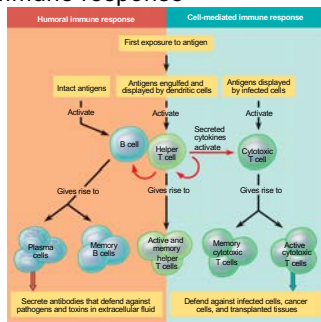 immune response
Humoral immune response
Cell-mediated immune response
First exposure to antigen
Intact antigens
Antigens engulfed and
displayed by dendritic cells
Antigens displayed
by infected cells
Activate
Activate
Activate
Secreted
cytokines
activate
B cell
Helper
T cell
Cytotoxic
T cell
Gives rise to
Gives rise to
Gives rise to
Plasma
cells
Memory
B cells
Active and
memory
helper
T cells
Memory
cytotoxic
T cells
Active
cytotoxic
T cells
Secrete antibodies that defend against
pathogens and toxins in extracellular fluid
Defend against infected cells, cancer
cells, and transplanted tissues